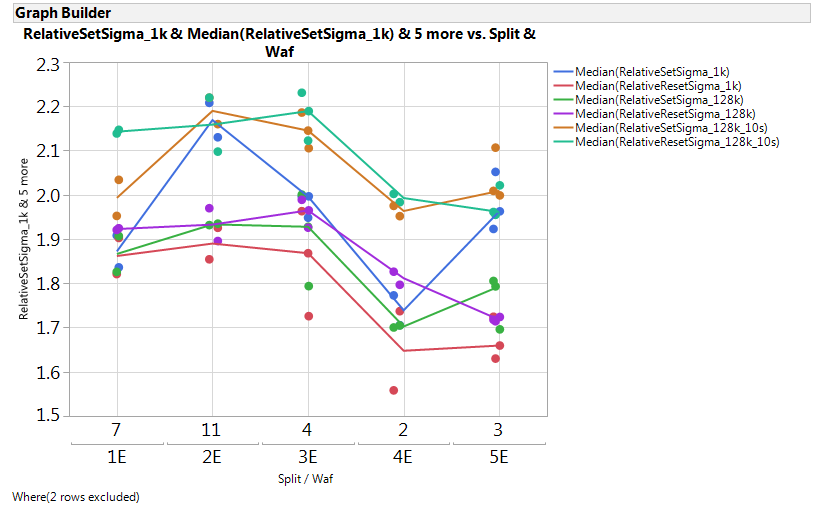 Graph Builder
RelativeSetSigma_1k & Median(RelativeSetSigma_1k) & 5 more vs. Split &
Waf
2.3
2.2
2.1
2.0
1.9
1.8
1.7
1.6
1.5
RelativeSetSigma_1k & 5 more
7 11 4 2 3
1E 2E 3E 4E 5E
Split / Waf
Median(RelativeSetSigma_1k)
Median(RelativeResetSigma_1k)
Median(RelativeSetSigma_128k)
Median(RelativeResetSigma_128k)
Median(RelativeSetSigma_128k_10s)
Median(RelativeResetSigma_128k_10s)
Where(2 rows excluded)